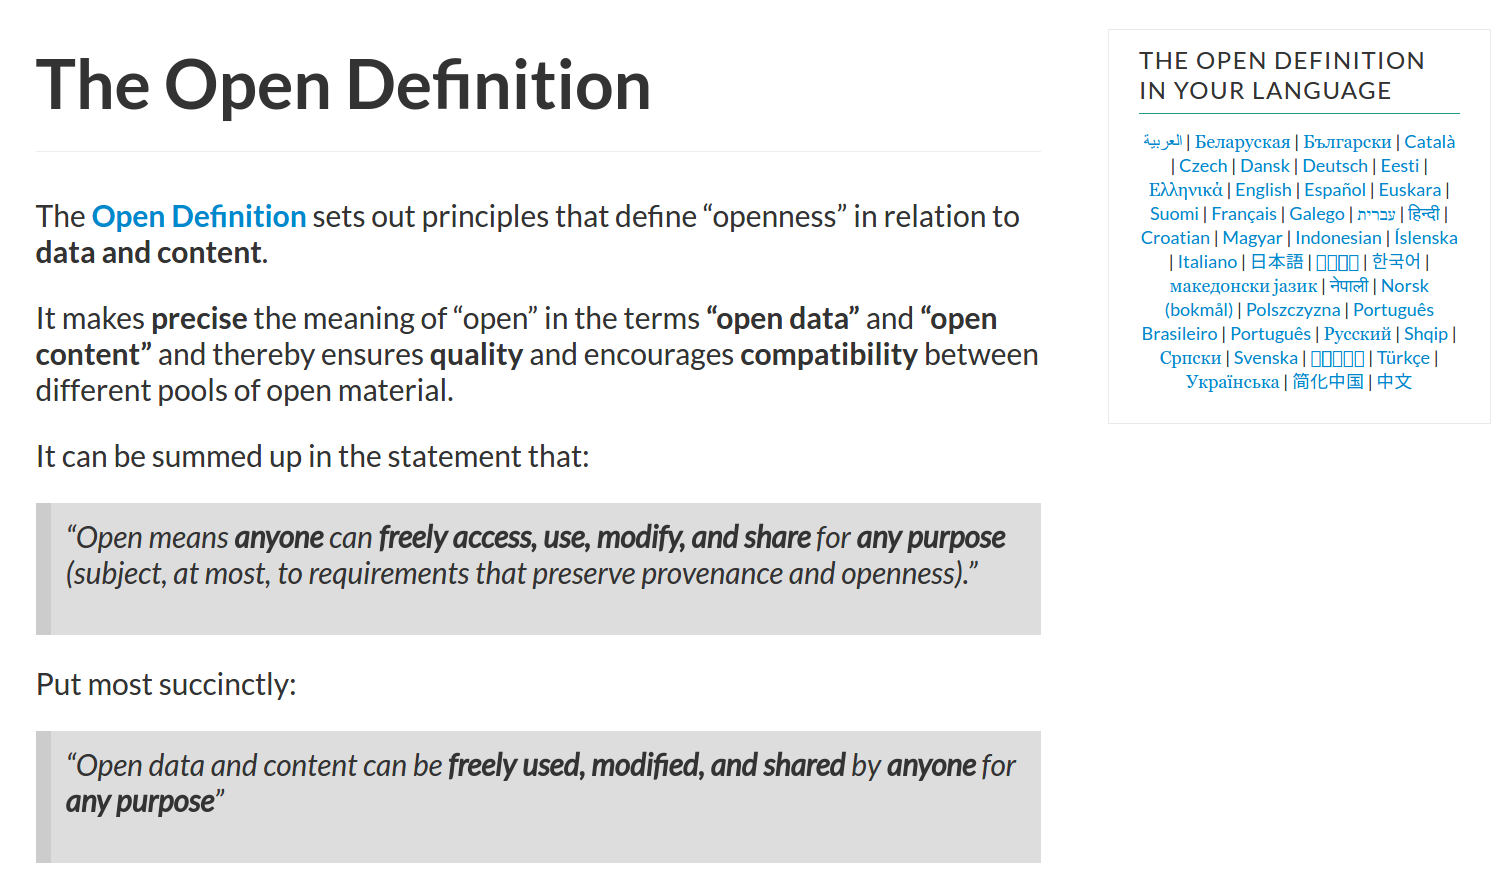 The Open Definition
The Open Definition sets out principles that define “openness” in relation to
data and content.
It makes precise the meaning of “open” in the terms “open data” and “open
content” and thereby ensures quality and encourages compatibility between
different pools of open material.
It can be summed up in the statement that:
“Open means anyone can freely access, use, modify, and share for any purpose
(subject, at most, to requirements that preserve provenance and openness).”
Put most succinctly:
“Open data and content can be freely used, modified, and shared by anyone for
any purpose”
THE OPEN DEFINITION
IN YOUR LANGUAGE
العربية | Беларуская | Български | Català
| Czech | Dansk | Deutsch | Eesti |
Ελληνικά | English | Español | Euskara |
Suomi | Français | Galego | עברית | हिन्दी |
Croatian | Magyar | Indonesian | Íslenska
| Italiano | 日本語 | | 한국어 |
македонски јазик | नेपाली | Norsk
(bokmål) | Polszczyzna | Português
Brasileiro | Português | Русский | Shqip |
Српски | Svenska | | Türkçe |
Українська | 简化中国 | 中文